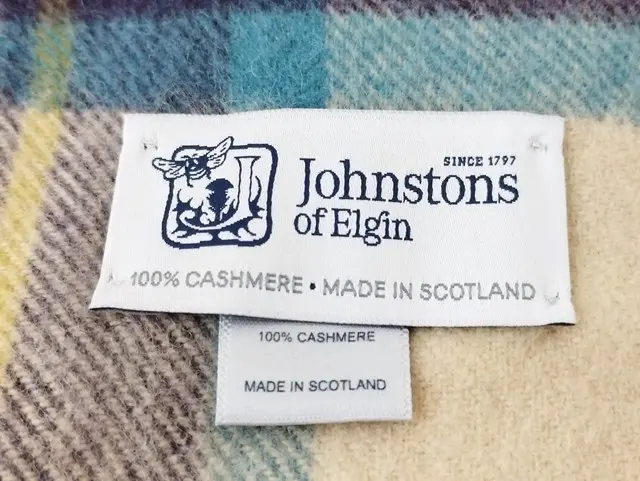 SINCE 1797
Johnstons
of Elgin
100% CASHMERE • MADE IN SCOTLAND
100% CASHMERE
MADE IN SCOTLAND